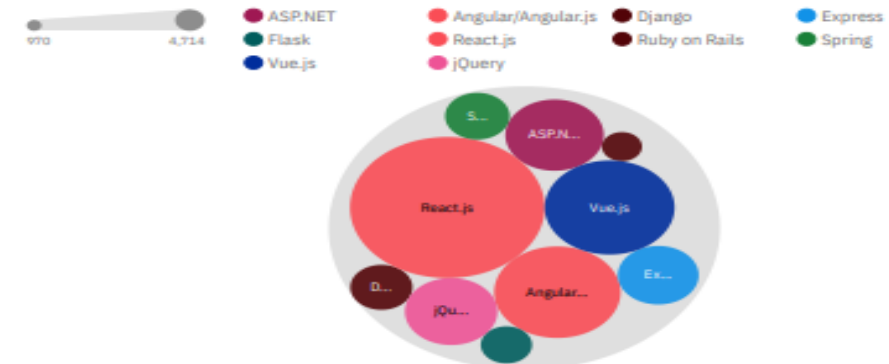 970 4,714
ASP.NET Angular/Angular.js Django Express
Flask React.js Ruby on Rails Spring
Vue.js jQuery
S...
ASP.N...
React.js
Vue.js
Ex...
D...
Angular...
jQu...